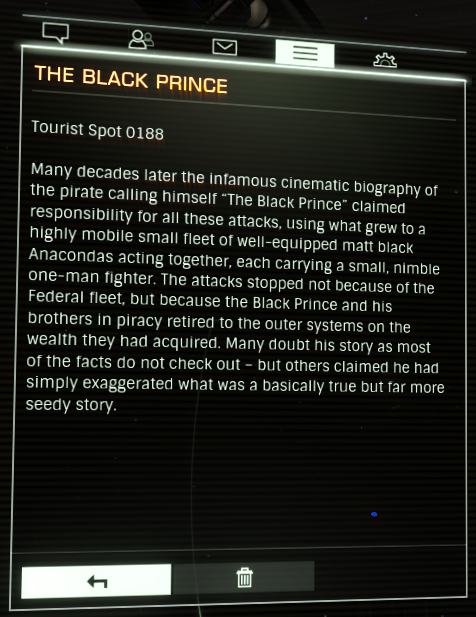 THE BLACK PRINCE
Tourist Spot 0188
Many decades later the infamous cinematic biography of
the pirate calling himself “The Black Prince” claimed
responsibility for all these attacks, using what grew to a
highly mobile small fleet of well-equipped matt black
Anacondas acting together, each carrying a small, nimble
one-man fighter. The attacks stopped not because of the
Federal fleet, but because the Black Prince and his
brothers in piracy retired to the outer systems on the
wealth they had acquired. Many doubt his story as most
of the facts do not check out – but others claimed he had
simply exaggerated what was a basically true but far more
seedy story.